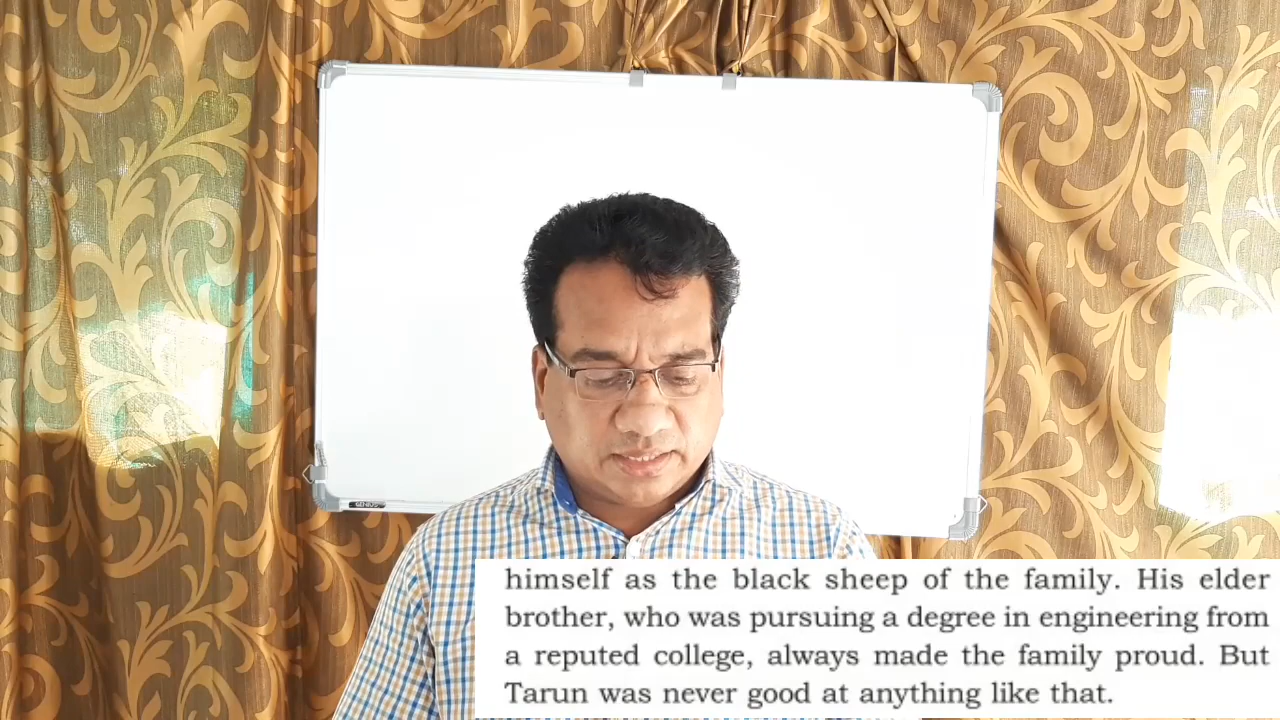 GENIUS
himself as the black sheep of the family. His elder
brother, who was pursuing a degree in engineering from
a reputed college, always made the family proud. But
Tarun was never good at anything like that.